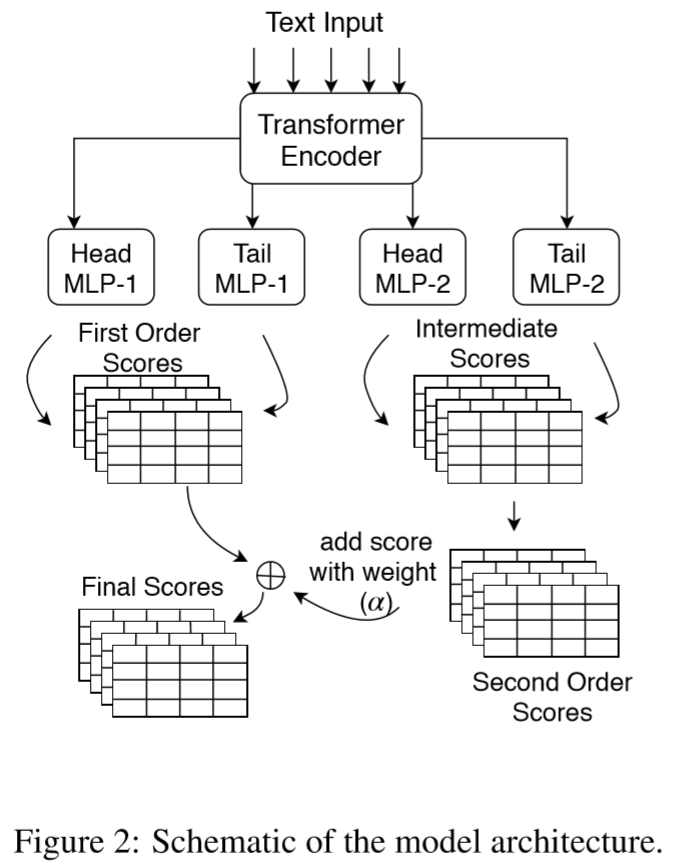 Text Input
Transformer
Encoder
Head
MLP-1
Tail
MLP-1
Head
MLP-2
Tail
MLP-2
First Order
Scores
Intermediate
Scores
add score
with weight
(α)
Final Scores
Second Order
Scores
Figure 2: Schematic of the model architecture.